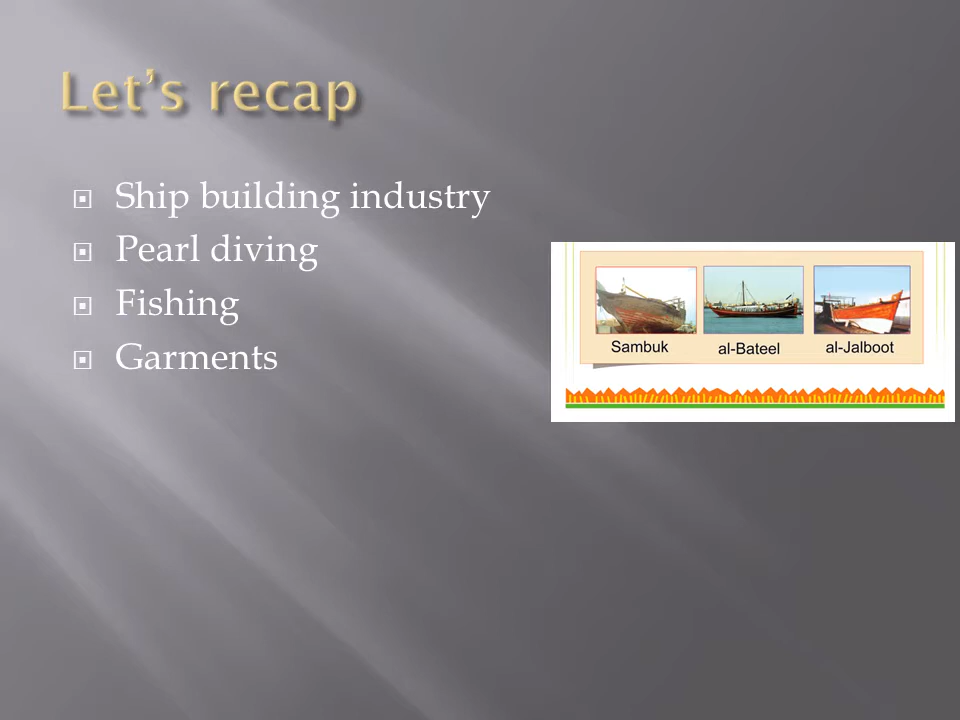 Let’s recap
Ship building industry
Pearl diving
Fishing
Garments
Sambuk
al-Bateel
al-Jalboot